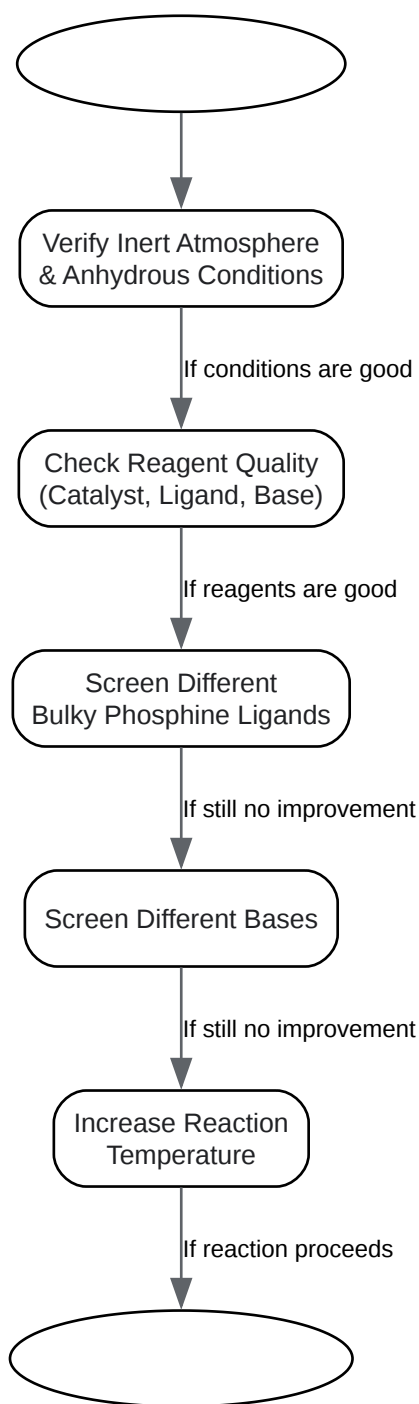 Verify Inert Atmosphere
& Anhydrous Conditions
If conditions are good
Check Reagent Quality
(Catalyst, Ligand, Base)
If reagents are good
Screen Different
Bulky Phosphine Ligands
If still no improvement
Screen Different Bases
If still no improvement
Increase Reaction
Temperature
If reaction proceeds